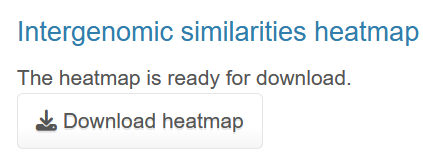 Intergenomic similarities heatmap
The heatmap is ready for download.
Download heatmap